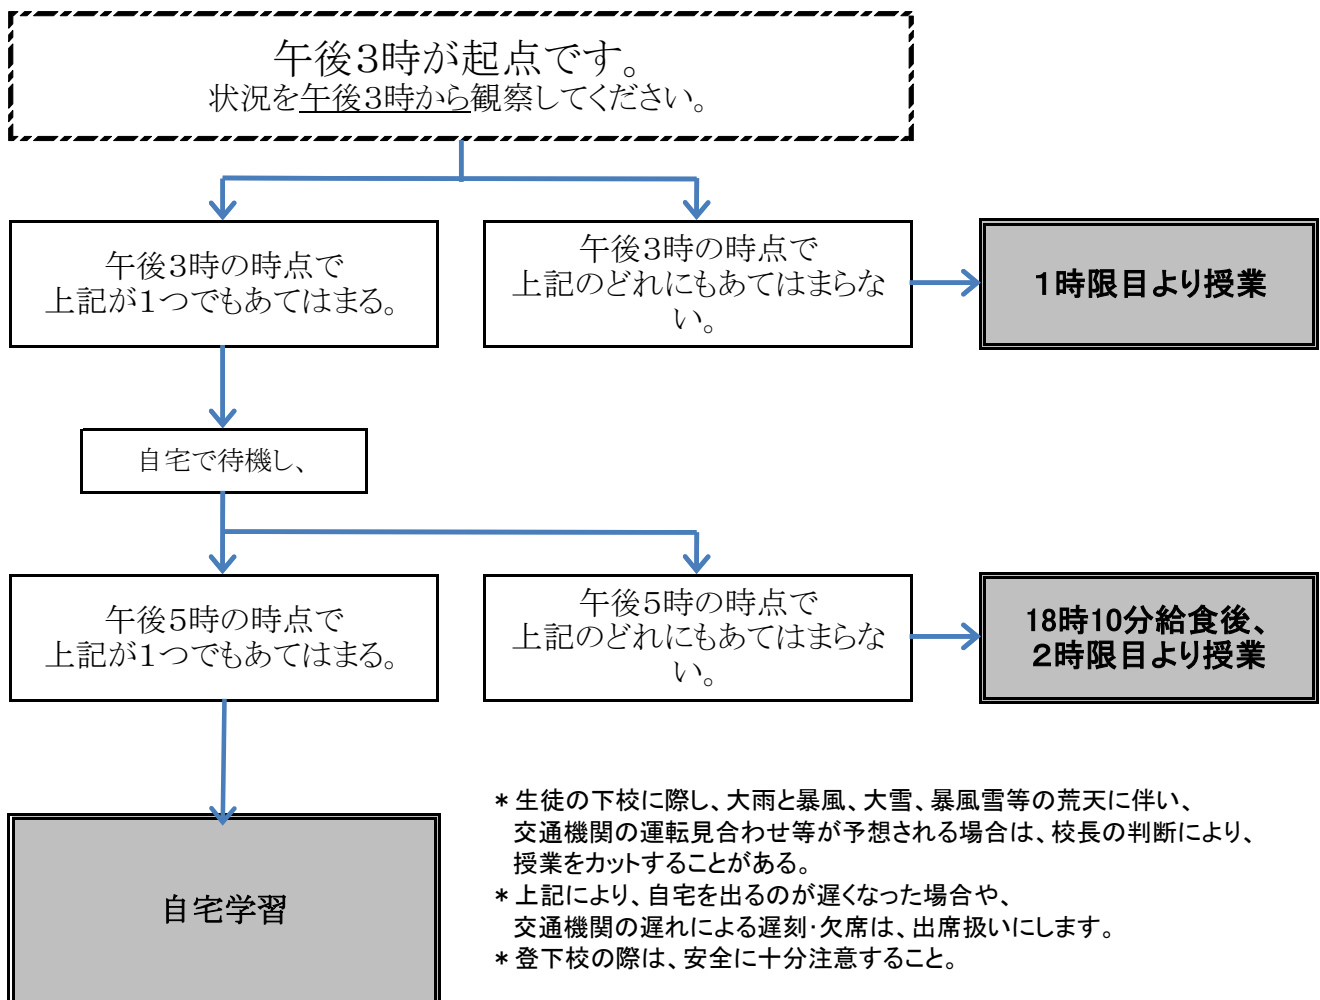 午後3時が起点です。
状況を午後3時から観察してください。
午後3時の時点で
上記が1つでもあてはまる。
午後3時の時点で
上記のどれにもあてはまらな
い。
1時限目より授業
自宅で待機し、
午後5時の時点で
上記が1つでもあてはまる。
午後5時の時点で
上記のどれにもあてはまらな
い。
18時10分給食後、
2時限目より授業
自宅学習
＊生徒の下校に際し、大雨と暴風、大雪、暴風雪等の荒天に伴い、
交通機関の運転見合わせ等が予想される場合は、校長の判断により、
授業をカットすることがある。
＊上記により、自宅を出るのが遅くなった場合や、
交通機関の遅れによる遅刻・欠席は、出席扱いにします。
＊登下校の際は、安全に十分注意すること。